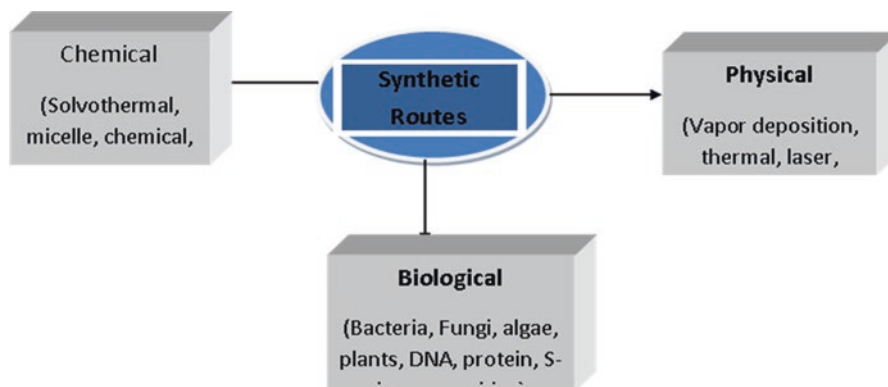 Chemical
(Solvothermal,
micelle, chemical,
Synthetic
Routes
Physical
(Vapor deposition,
thermal, laser,
Biological
(Bacteria, Fungi, algae,
plants, DNA, protein, S-